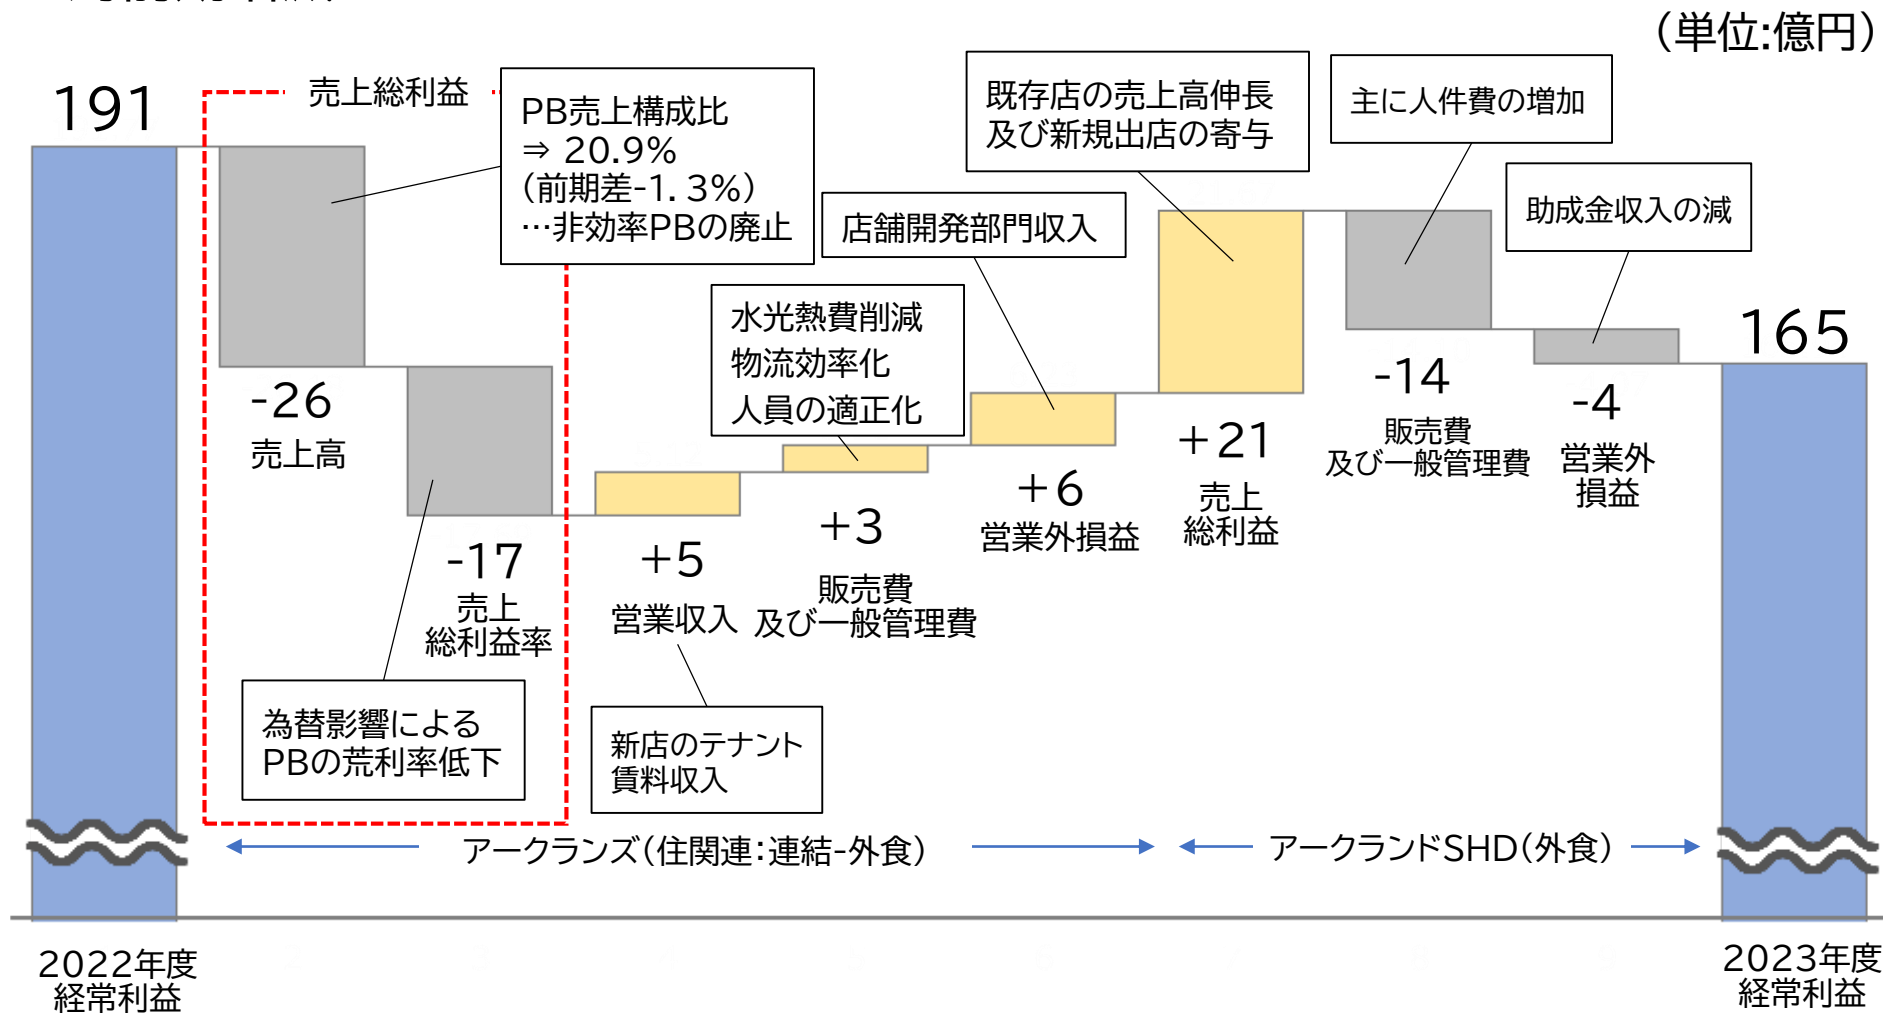 （単位:億円）
191
売上総利益
PB売上構成比
⇒ 20.9%
（前期差-1.3%）
…非効率PBの廃止
既存店の売上高伸長
及び新規出店の寄与
主に人件費の増加
助成金収入の減
店舗開発部門収入
水光熱費削減
物流効率化
人員の適正化
165
-26
売上高
-17
売上
総利益率
+5
営業収入
+3
販売費
及び一般管理費
+6
営業外損益
+21
売上
総利益
-14
販売費
及び一般管理費
-4
営業外
損益
為替影響による
PBの荒利率低下
新店のテナント
賃料収入
アークランズ（住関連：連結-外食）
アークランドSHD（外食）
2022年度
経常利益
2023年度
経常利益